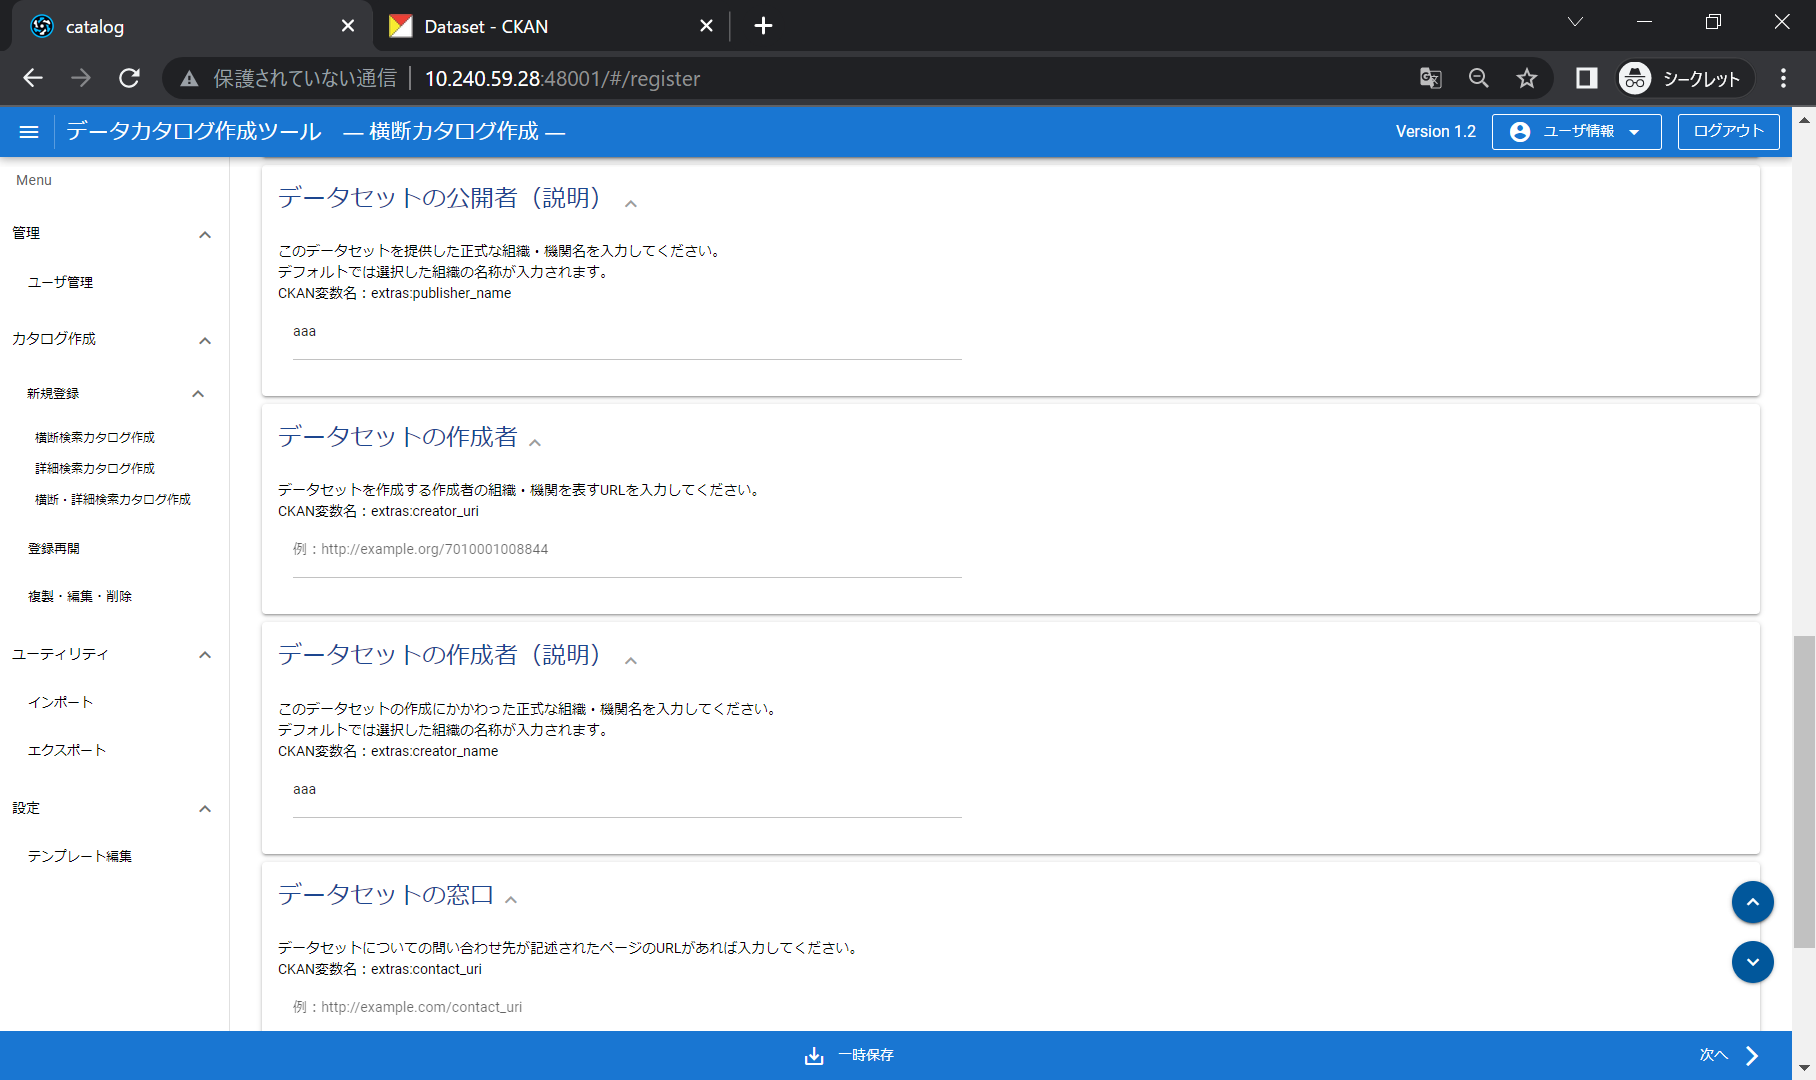 catalog
Dataset - CKAN
保護されていない通信
10.240.59.28:48001/#/register
シークレット
データカタログ作成ツール ― 横断カタログ作成 ―
Version 1.2
ユーザ情報
ログアウト
Menu
管理
ユーザ管理
カタログ作成
新規登録
横断検索カタログ作成
詳細検索カタログ作成
横断・詳細検索カタログ作成
登録再開
複製・編集・削除
ユーティリティ
インポート
エクスポート
設定
テンプレート編集
データセットの公開者（説明）
このデータセットを提供した正式な組織・機関名を入力してください。
デフォルトでは選択した組織の名称が入力されます。
CKAN変数名：extras:publisher_name
aaa
データセットの作成者
データセットを作成する作成者の組織・機関を表すURLを入力してください。
CKAN変数名：extras:creator_uri
例：http://example.org/7010001008844
データセットの作成者（説明）
このデータセットの作成にかかわった正式な組織・機関名を入力してください。
デフォルトでは選択した組織の名称が入力されます。
CKAN変数名：extras:creator_name
aaa
データセットの窓口
データセットについての問い合わせ先が記述されたページのURLがあれば入力してください。
CKAN変数名：extras:contact_uri
例：http://example.com/contact_uri
一時保存
次へ